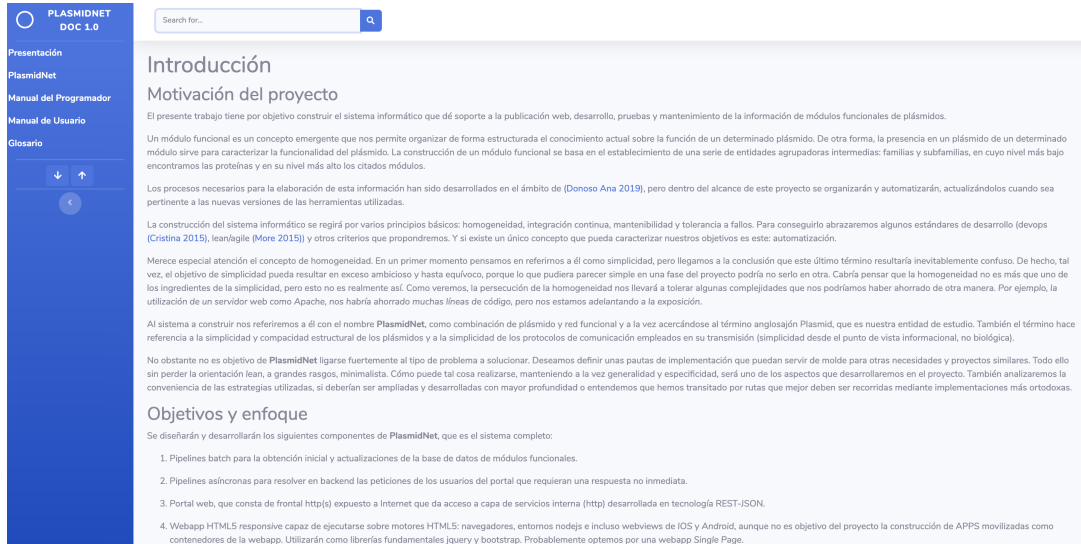 PLASMIDNET
DOC 1.0
Presentación
PlasmidNet
Manual del Programador
Manual de Usuario
Glosario
Search for...
Introducción
Motivación del proyecto
El presente trabajo tiene por objetivo construir el sistema informático que dé soporte a la publicación web, desarrollo, pruebas y mantenimiento de la información de módulos funcionales de plásmidos.
Un módulo funcional es un concepto emergente que nos permite organizar de forma estructurada el conocimiento actual sobre la función de un determinado plásmido. De otra forma, la presencia en un plásmido de un determinado
módulo sirve para caracterizar la funcionalidad del plásmido. La construcción de un módulo funcional se basa en el establecimiento de una serie de entidades agrupadoras intermedias: familias y subfamilias, en cuyo nivel más bajo
encontramos las proteínas y en su nivel más alto los citados módulos.
Los procesos necesarios para la elaboración de esta información han sido desarrollados en el ámbito de (Donoso Ana 2019), pero dentro del alcance de este proyecto se organizarán y automatizarán, actualizándolos cuando sea
pertinente a las nuevas versiones de las herramientas utilizadas.
La construcción del sistema informático se regirá por varios principios básicos: homogeneidad, integración continua, mantenibilidad y tolerancia a fallos. Para conseguirlo abrazaremos algunos estándares de desarrollo (devops
(Cristina 2015), lean/agile (More 2015)) y otros criterios que propondremos. Y si existe un único concepto que pueda caracterizar nuestros objetivos es este: automatización.
Merece especial atención el concepto de homogeneidad. En un primer momento pensamos en referirnos a él como simplicidad, pero llegamos a la conclusión que este último término resultaría inevitablemente confuso. De hecho, tal
vez, el objetivo de simplicidad pueda resultar en exceso ambicioso y hasta equívoco, porque lo que pudiera parecer simple en una fase del proyecto podría no serlo en otra. Cabría pensar que la homogeneidad no es más que uno de
los ingredientes de la simplicidad, pero esto no es realmente así. Como veremos, la persecución de la homogeneidad nos llevará a tolerar algunas complejidades que nos podríamos haber ahorrado de otra manera. Por ejemplo, la
utilización de un servidor web como Apache, nos habría ahorrado muchas líneas de código, pero nos estamos adelantando a la exposición.
Al sistema a construir nos referiremos a él con el nombre PlasmidNet, como combinación de plásmido y red funcional y a la vez acercándose al término anglosajón Plasmid, que es nuestra entidad de estudio. También el término hace
referencia a la simplicidad y compacidad estructural de los plásmidos y a la simplicidad de los protocolos de comunicación empleados en su transmisión (simplicidad desde el punto de vista informacional, no biológica).
No obstante no es objetivo de PlasmidNet ligarse fuertemente al tipo de problema a solucionar. Deseamos definir unas pautas de implementación que puedan servir de molde para otras necesidades y proyectos similares. Todo ello
sin perder la orientación lean, a grandes rasgos, minimalista. Cómo puede tal cosa realizarse, manteniendo a la vez generalidad y especificidad, será uno de los aspectos que desarrollaremos en el proyecto. También analizaremos la
conveniencia de las estrategias utilizadas, si deberían ser ampliadas y desarrolladas con mayor profundidad o entendemos que hemos transitado por rutas que mejor deben ser recorridas mediante implementaciones más ortodoxas.
Objetivos y enfoque
Se diseñarán y desarrollarán los siguientes componentes de PlasmidNet, que es el sistema completo:
1. Pipelines batch para la obtención inicial y actualizaciones de la base de datos de módulos funcionales.
2. Pipelines asíncronas para resolver en backend las peticiones de los usuarios del portal que requieran una respuesta no inmediata.
3. Portal web, que consta de frontal http(s) expuesto a Internet que da acceso a capa de servicios interna (http) desarrollada en tecnología REST-JSON.
4. Webapp HTML5 responsive capaz de ejecutarse sobre motores HTML5: navegadores, entornos nodejs e incluso webviews de IOS y Android, aunque no es objetivo del proyecto la construcción de APPS movilizadas como
contenedores de la webapp. Utilizarán como librerías fundamentales jquery y bootstrap. Probablemente optemos por una webapp Single Page.